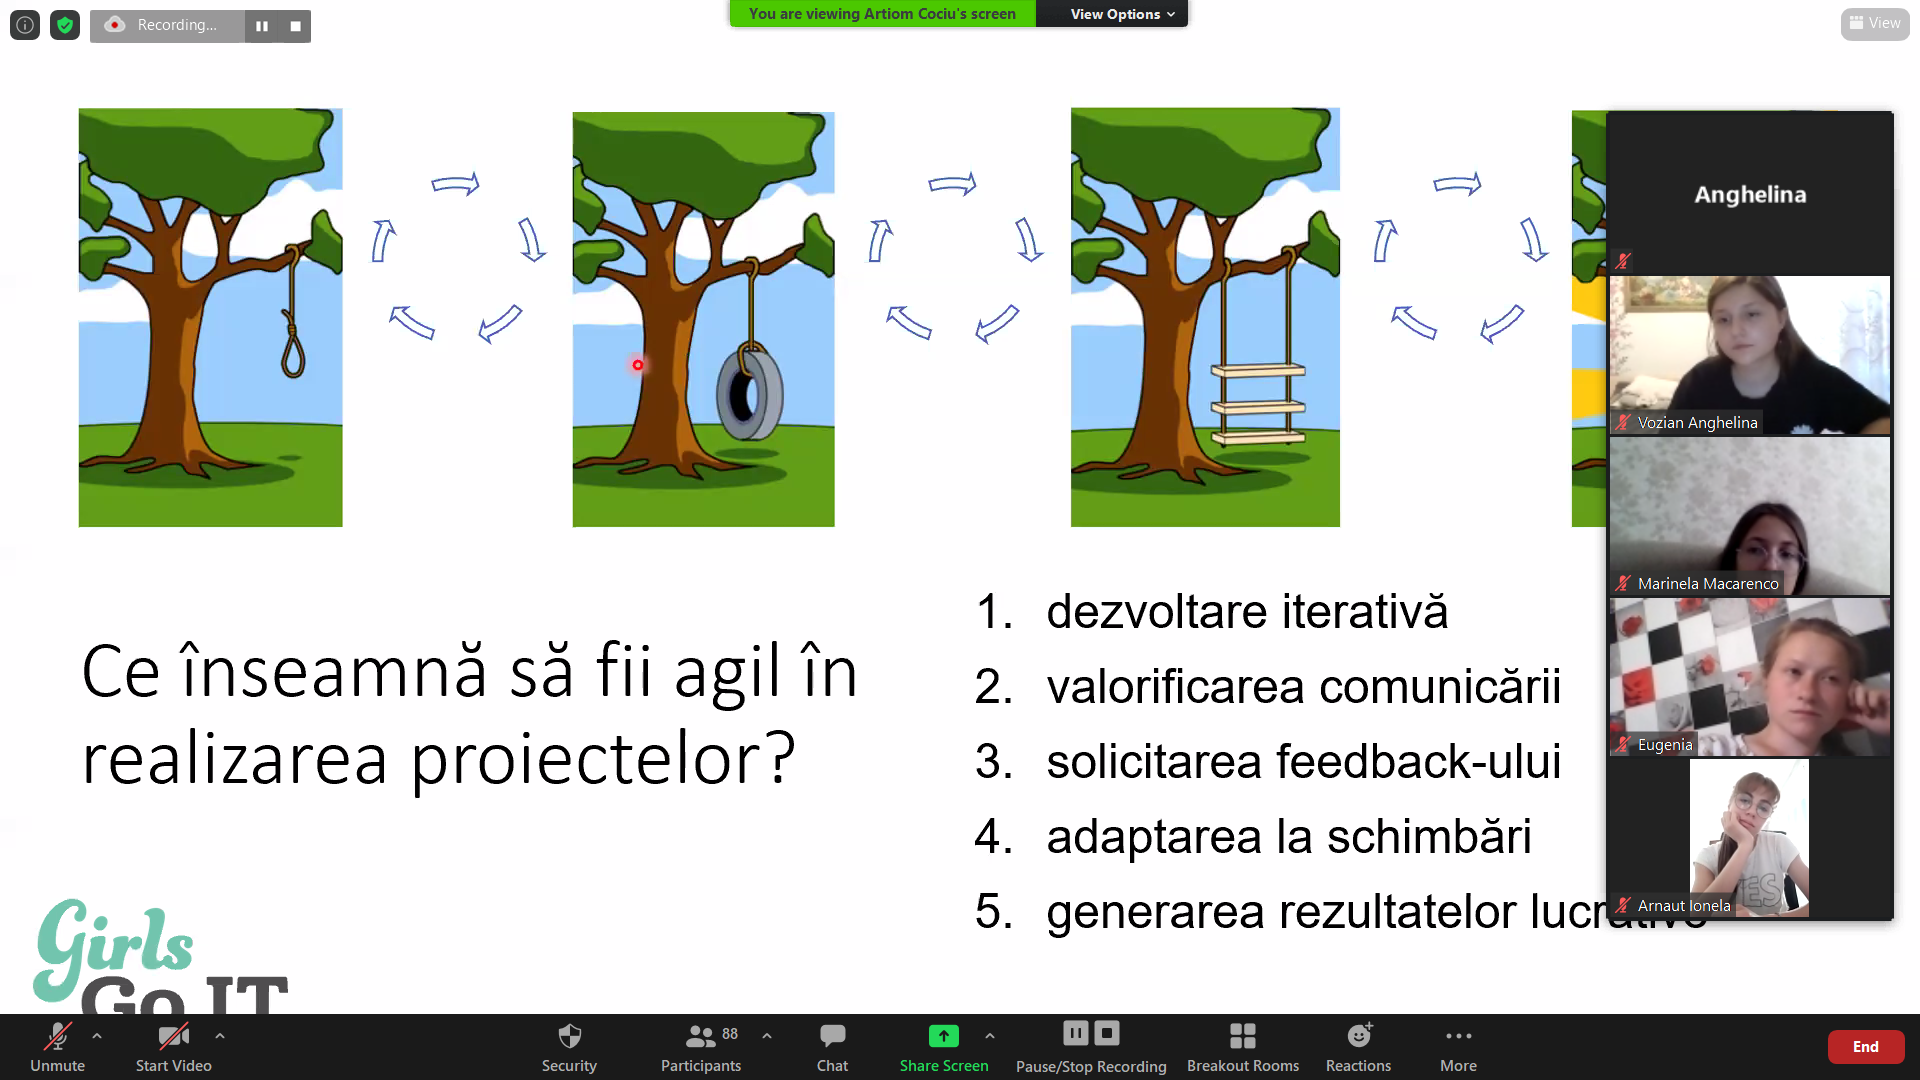 Recording...
You are viewing Artiom Cociu's screen
View Options
View
Anghelina
Vozian Anghelina
Marinela Macarenco
Eugenia
Arnaut Ionela
Ce înseamnă să fii agil în
realizarea proiectelor?
1. dezvoltare iterativă
2. valorificarea comunicării
3. solicitarea feedback-ului
4. adaptarea la schimbări
5. generarea rezultatelor
Girls
Go IT
Unmute
Start Video
Security
88
Participants
Chat
Share Screen
Pause/Stop Recording
Breakout Rooms
Reactions
More
End